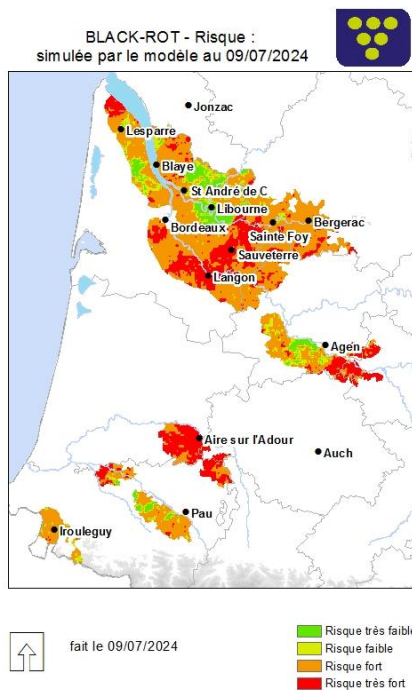 BLACK-ROT - Risque :
simulée par le modèle au 09/07/2024
Jonzac
Lesparre
Blaye
St André de C
Libourne
Bordeaux
Bergerac
Sainte Foy
Sauveterre
Langon
Agen
Aire sur l'Adour
Auch
Pau
Irouleguy
fait le 09/07/2024
Risque très faible
Risque faible
Risque fort
Risque très fort